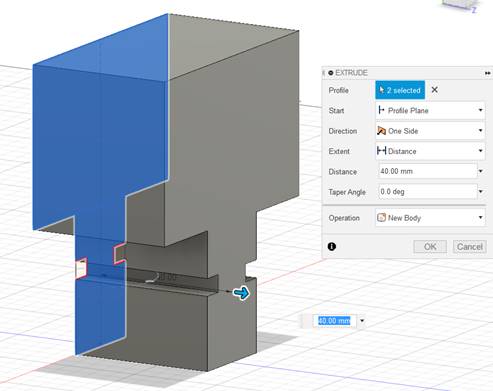 Z
EXTRUDE
Profile 2 selected
Start Profile Plane
Direction One Side
Extent Distance
Distance 40.00 mm
Taper Angle 0.0 deg
Operation New Body
OK Cancel
40.00 mm